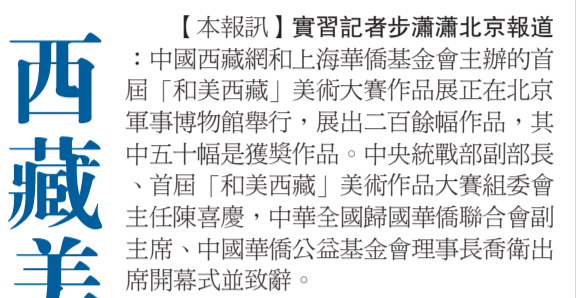 西藏美
【本報訊】實習記者步瀟瀟北京報道
：中國西藏網和上海華僑基金會主辦的首
屆「和美西藏」美術大賽作品展正在北京
軍事博物館舉行，展出二百餘幅作品，其
中五十幅是獲獎作品。中央統戰部副部長
、首屆「和美西藏」美術作品大賽組委會
主任陳喜慶，中華全國歸國華僑聯合會副
主席、中國華僑公益基金會理事長喬衛出
席開幕式並致辭。